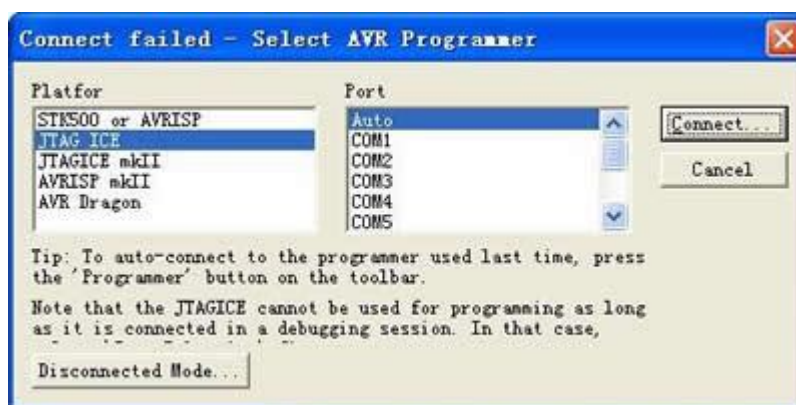 Connect failed - Select AVR Programmer
Platfor
Port
STK500 or AVRISP
JTAG ICE
JTAGICE mkII
AVRISP mkII
AVR Dragon
Auto
COM1
COM2
COM3
COM4
COM5
Connect...
Cancel
Tip: To auto-connect to the programmer used last time, press
the 'Programmer' button on the toolbar.
Note that the JTAGICE cannot be used for programming as long
as it is connected in a debugging session. In that case,
Disconnected Mode...